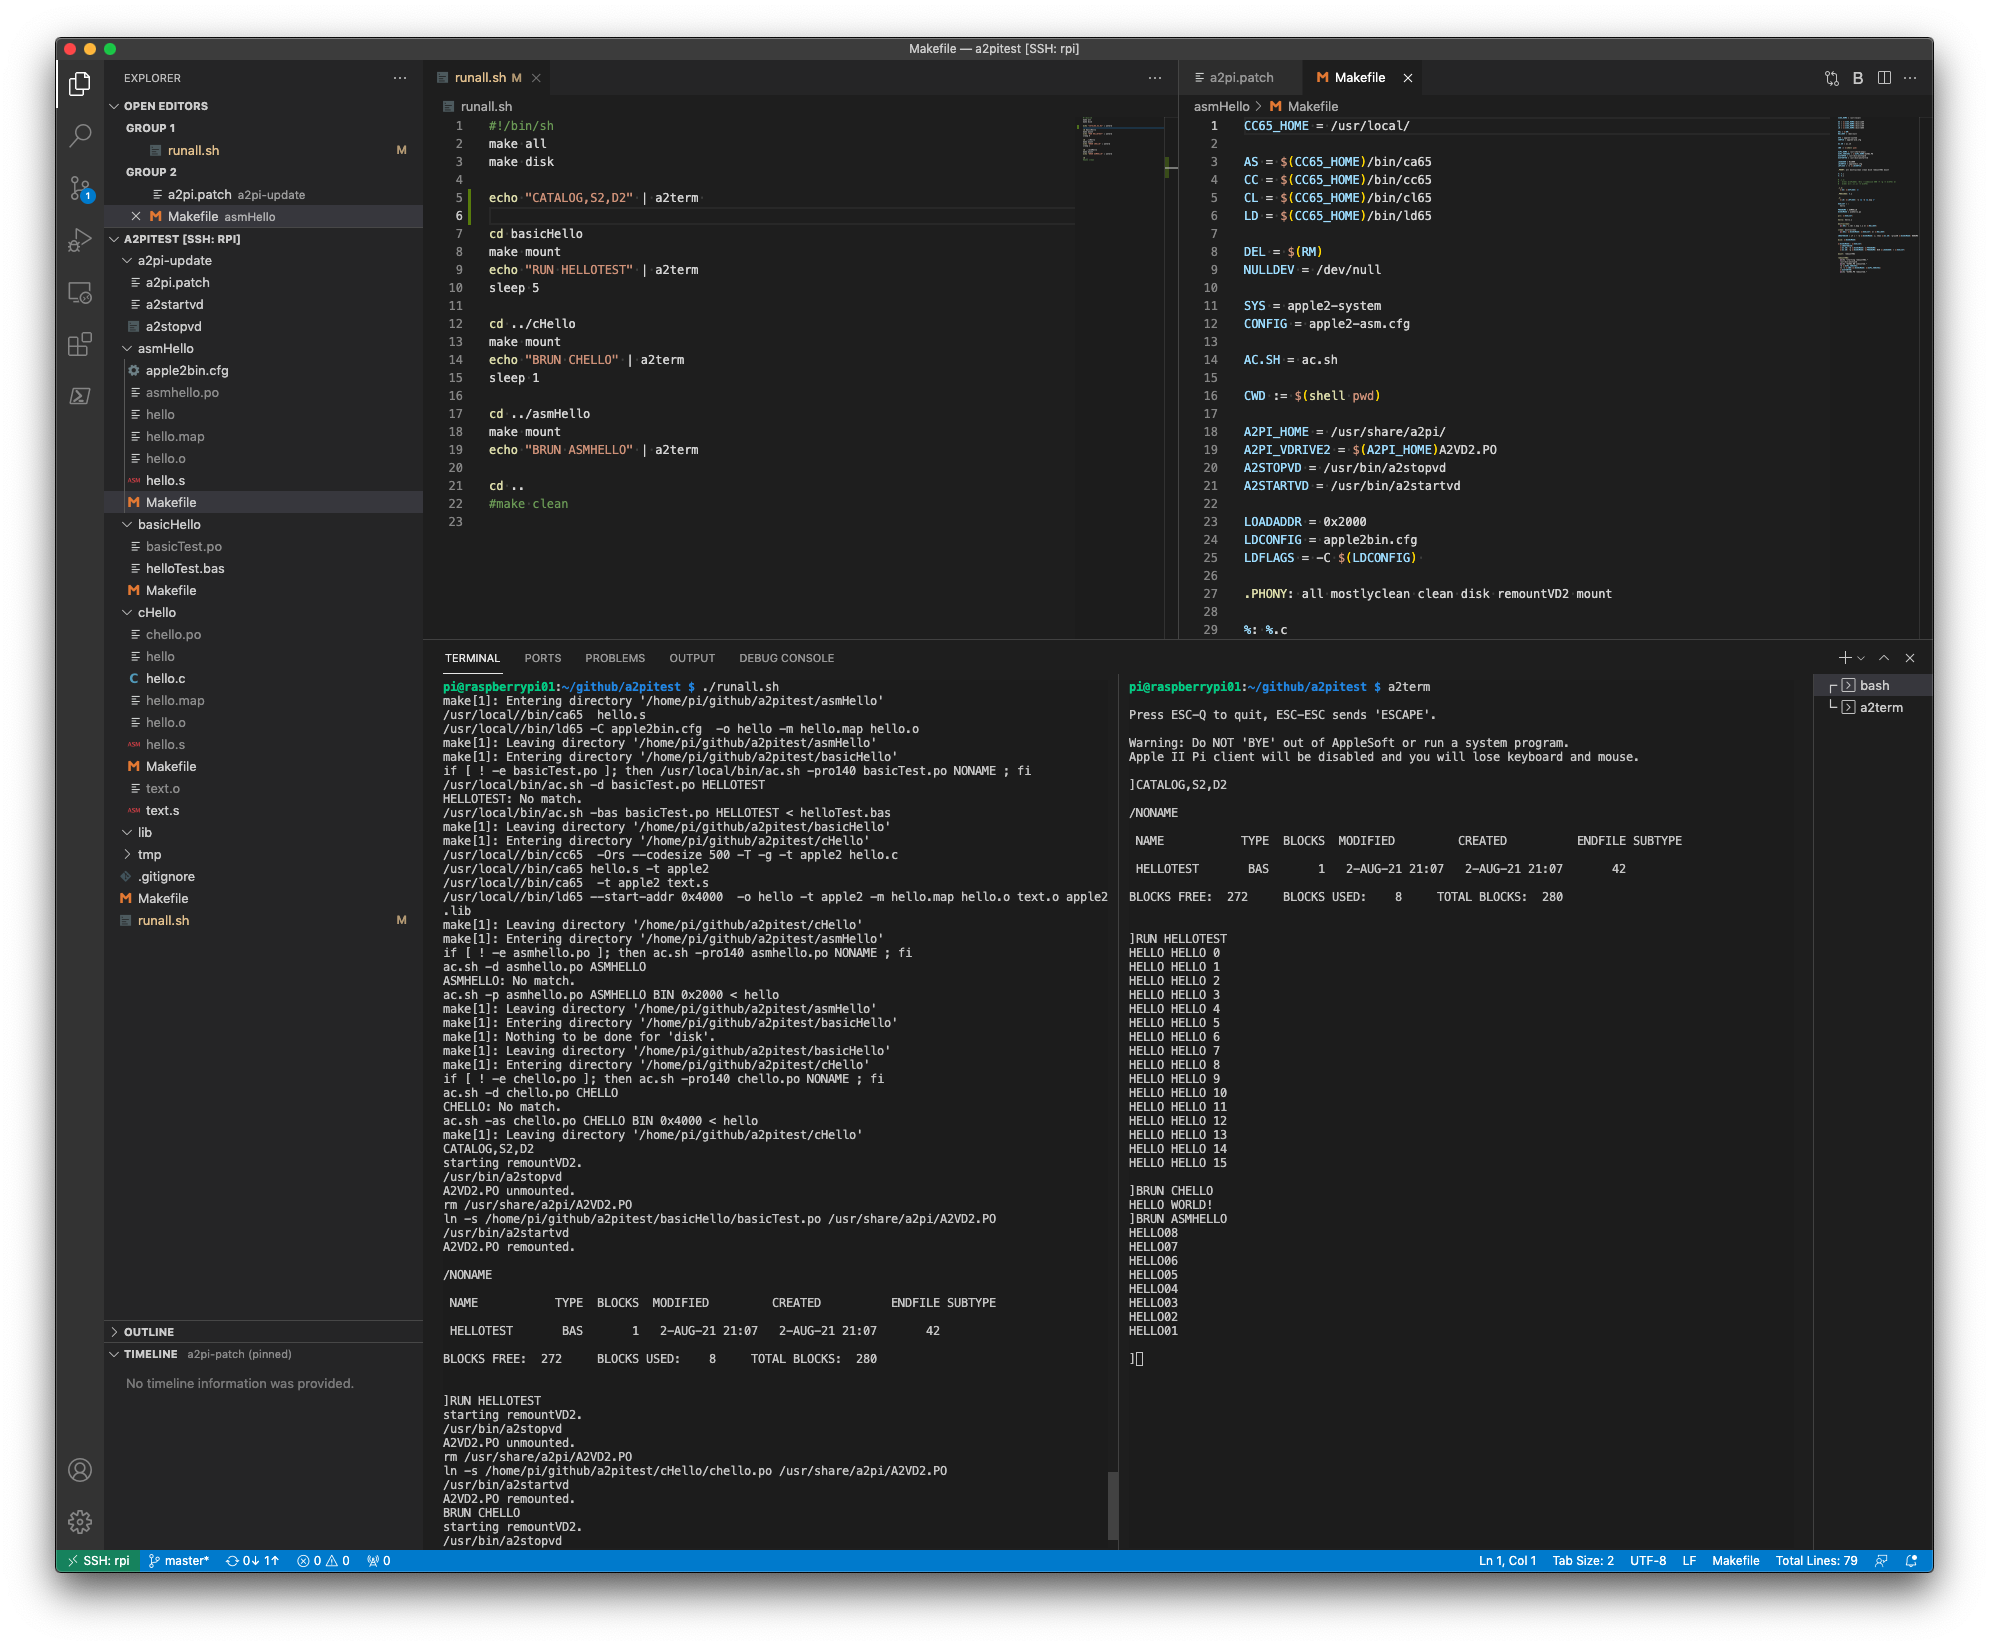 Makefile — a2pitest [SSH: rpi]
EXPLORER
OPEN EDITORS
GROUP 1
runall.sh M
GROUP 2
a2pi.patch a2pi-update
Makefile asmHello
A2PITEST [SSH: RPI]
a2pi-update
a2pi.patch
a2startvd
a2stopvd
asmHello
apple2bin.cfg
asmhello.po
hello
hello.map
hello.o
hello.s
Makefile
basicHello
basicTest.po
helloTest.bas
Makefile
cHello
chello.po
hello
hello.c
hello.map
hello.o
hello.s
Makefile
text.o
text.s
lib
tmp
.gitignore
Makefile
runall.sh M
OUTLINE
TIMELINE a2pi-patch (pinned)
No timeline information was provided.
runall.sh M
runall.sh
1 #!/bin/sh
2 make all
3 make disk
4
5 echo "CATALOG,S2,D2" | a2term
6
7 cd basicHello
8 make mount
9 echo "RUN HELLOTEST" | a2term
10 sleep 5
11
12 cd ../cHello
13 make mount
14 echo "BRUN CHELLO" | a2term
15 sleep 1
16
17 cd ../asmHello
18 make mount
19 echo "BRUN ASMHELLO" | a2term
20
21 cd ..
22 #make clean
23
a2pi.patch
Makefile
asmHello > Makefile
1 CC65_HOME = /usr/local/
2
3 AS = $(CC65_HOME)/bin/ca65
4 CC = $(CC65_HOME)/bin/cc65
5 CL = $(CC65_HOME)/bin/cl65
6 LD = $(CC65_HOME)/bin/ld65
7
8 DEL = $(RM)
9 NULLDEV = /dev/null
10
11 SYS = apple2-system
12 CONFIG = apple2-asm.cfg
13
14 AC.SH = ac.sh
15
16 CWD := $(shell pwd)
17
18 A2PI_HOME = /usr/share/a2pi/
19 A2PI_VDRIVE2 = $(A2PI_HOME)A2VD2.PO
20 A2STOPVD = /usr/bin/a2stopvd
21 A2STARTVD = /usr/bin/a2startvd
22
23 LOADADDR = 0x2000
24 LDCONFIG = apple2bin.cfg
25 LDFLAGS = -C $(LDCONFIG)
26
27 .PHONY: all mostlyclean clean disk remountVD2 mount
28
29 %: %.c
TERMINAL PORTS PROBLEMS OUTPUT DEBUG CONSOLE
pi@raspberrypi01:~/github/a2pitest $ ./runall.sh
make[1]: Entering directory '/home/pi/github/a2pitest/asmHello'
/usr/local//bin/ca65  hello.s
/usr/local//bin/ld65 -C apple2bin.cfg  -o hello -m hello.map hello.o
make[1]: Leaving directory '/home/pi/github/a2pitest/asmHello'
make[1]: Entering directory '/home/pi/github/a2pitest/basicHello'
if [ ! -e basicTest.po ]; then /usr/local/bin/ac.sh -pro140 basicTest.po NONAME ; fi
/usr/local/bin/ac.sh -d basicTest.po HELLOTEST
HELLOTEST: No match.
/usr/local/bin/ac.sh -bas basicTest.po HELLOTEST < helloTest.bas
make[1]: Leaving directory '/home/pi/github/a2pitest/basicHello'
make[1]: Entering directory '/home/pi/github/a2pitest/cHello'
/usr/local//bin/cc65  -Ors --codesize 500 -T -g -t apple2 hello.c
/usr/local//bin/ca65 hello.s -t apple2
/usr/local//bin/ca65  -t apple2 text.s
/usr/local//bin/ld65 --start-addr 0x4000  -o hello -t apple2 -m hello.map hello.o text.o apple2
.lib
make[1]: Leaving directory '/home/pi/github/a2pitest/cHello'
make[1]: Entering directory '/home/pi/github/a2pitest/asmHello'
if [ ! -e asmhello.po ]; then ac.sh -pro140 asmhello.po NONAME ; fi
ac.sh -d asmhello.po ASMHELLO
ASMHELLO: No match.
ac.sh -p asmhello.po ASMHELLO BIN 0x2000 < hello
make[1]: Leaving directory '/home/pi/github/a2pitest/asmHello'
make[1]: Entering directory '/home/pi/github/a2pitest/basicHello'
make[1]: Nothing to be done for 'disk'.
make[1]: Leaving directory '/home/pi/github/a2pitest/basicHello'
make[1]: Entering directory '/home/pi/github/a2pitest/cHello'
if [ ! -e chello.po ]; then ac.sh -pro140 chello.po NONAME ; fi
ac.sh -d chello.po CHELLO
CHELLO: No match.
ac.sh -as chello.po CHELLO BIN 0x4000 < hello
make[1]: Leaving directory '/home/pi/github/a2pitest/cHello'
CATALOG,S2,D2
starting remountVD2.
/usr/bin/a2stopvd
A2VD2.PO unmounted.
rm /usr/share/a2pi/A2VD2.PO
ln -s /home/pi/github/a2pitest/basicHello/basicTest.po /usr/share/a2pi/A2VD2.PO
/usr/bin/a2startvd
A2VD2.PO remounted.
/NONAME
NAME TYPE BLOCKS MODIFIED CREATED ENDFILE SUBTYPE
HELLOTEST BAS 1 2-AUG-21 21:07 2-AUG-21 21:07 42
BLOCKS FREE: 272 BLOCKS USED: 8 TOTAL BLOCKS: 280
]RUN HELLOTEST
starting remountVD2.
/usr/bin/a2stopvd
A2VD2.PO unmounted.
rm /usr/share/a2pi/A2VD2.PO
ln -s /home/pi/github/a2pitest/cHello/chello.po /usr/share/a2pi/A2VD2.PO
/usr/bin/a2startvd
A2VD2.PO remounted.
BRUN CHELLO
starting remountVD2.
/usr/bin/a2stopvd
pi@raspberrypi01:~/github/a2pitest $ a2term
Press ESC-Q to quit, ESC-ESC sends 'ESCAPE'.
Warning: Do NOT 'BYE' out of AppleSoft or run a system program.
Apple II Pi client will be disabled and you will lose keyboard and mouse.
]CATALOG,S2,D2
/NONAME
NAME TYPE BLOCKS MODIFIED CREATED ENDFILE SUBTYPE
HELLOTEST BAS 1 2-AUG-21 21:07 2-AUG-21 21:07 42
BLOCKS FREE: 272 BLOCKS USED: 8 TOTAL BLOCKS: 280
]RUN HELLOTEST
HELLO HELLO 0
HELLO HELLO 1
HELLO HELLO 2
HELLO HELLO 3
HELLO HELLO 4
HELLO HELLO 5
HELLO HELLO 6
HELLO HELLO 7
HELLO HELLO 8
HELLO HELLO 9
HELLO HELLO 10
HELLO HELLO 11
HELLO HELLO 12
HELLO HELLO 13
HELLO HELLO 14
HELLO HELLO 15
]BRUN CHELLO
HELLO WORLD!
]BRUN ASMHELLO
HELLO08
HELLO07
HELLO06
HELLO05
HELLO04
HELLO03
HELLO02
HELLO01
]
bash
a2term
SSH: rpi master* 0↓ 1↑ 0 0 0
Ln 1, Col 1 Tab Size: 2 UTF-8 LF Makefile Total Lines: 79